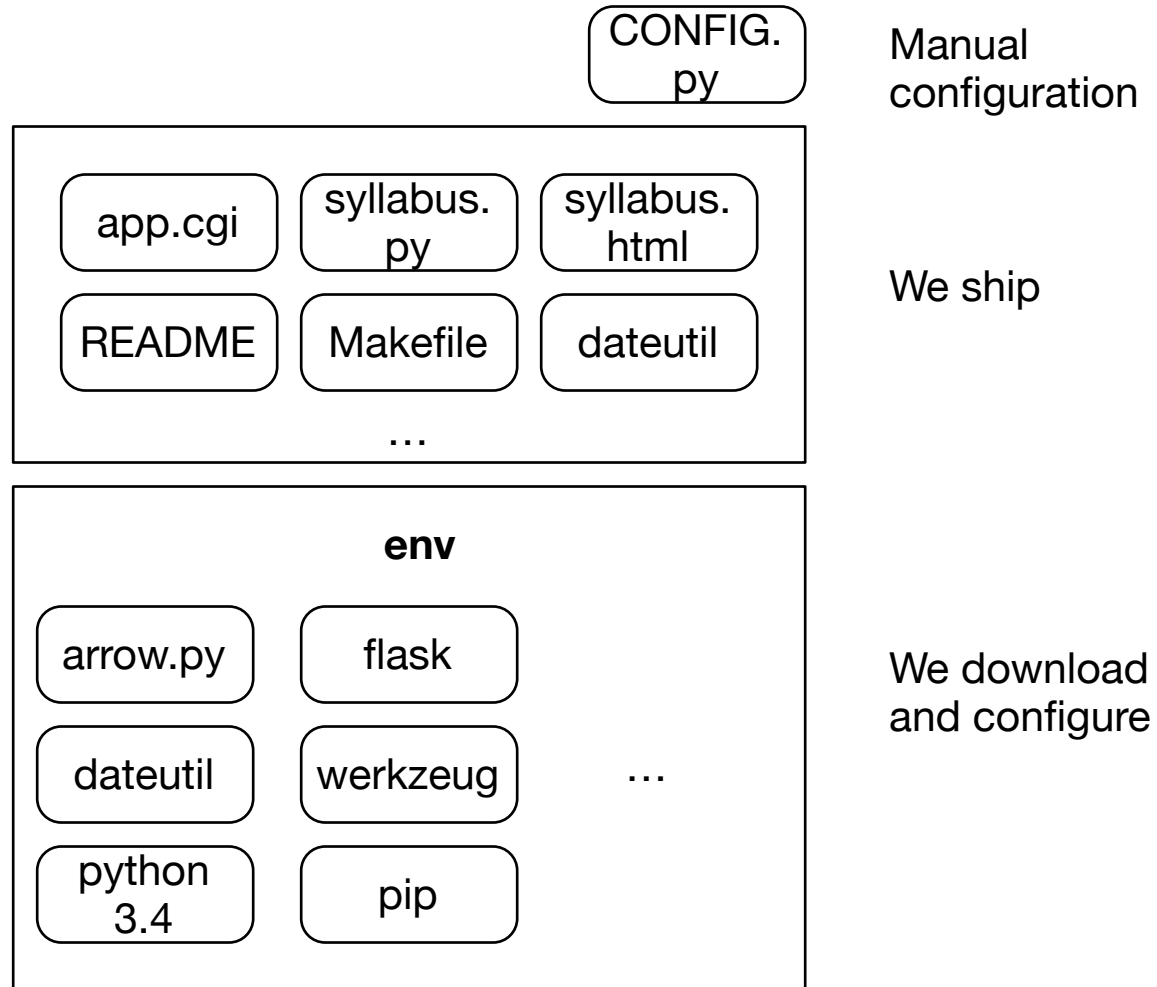 CONFIG.
py
Manual
configuration
app.cgi
syllabus.
py
syllabus.
html
We ship
README
Makefile
dateutil
...
env
arrow.py
flask
We download
and configure
dateutil
werkzeug
...
python
3.4
pip